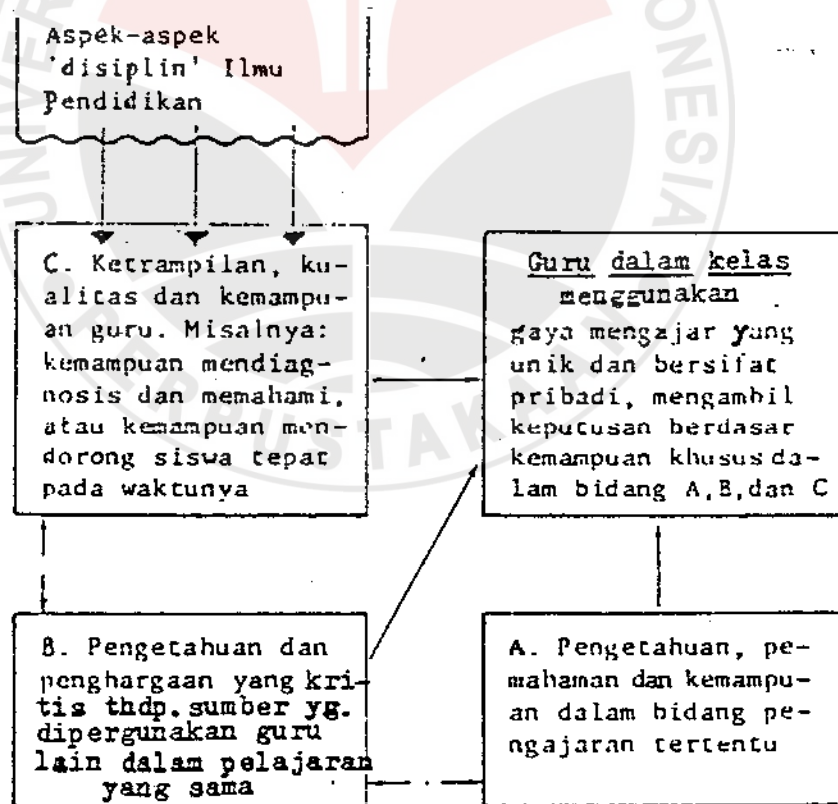 Aspek-aspek
'disiplin' Ilmu
Pendidikan
C. Ketrampilan, ku-
alitas dan kemampu-
an guru. Misalnya:
kemampuan mendiag-
nosis dan memahami,
atau kemampuan men-
dorong siswa tepat
pada waktunya
Guru dalam kelas
menggunakan
gaya mengajar yang
unik dan bersifat
pribadi, mengambil
keputusan berdasar
kemampuan khusus da-
lam bidang A,B,dan C
B. Pengetahuan dan
penghargaan yang kri-
tis thdp. sumber yg.
dipergunakan guru
lain dalam pelajaran
yang sama
A. Pengetahuan, pe-
mahaman dan kemampu-
an dalam bidang pe-
ngajaran tertentu
PERPUSTAKAAN